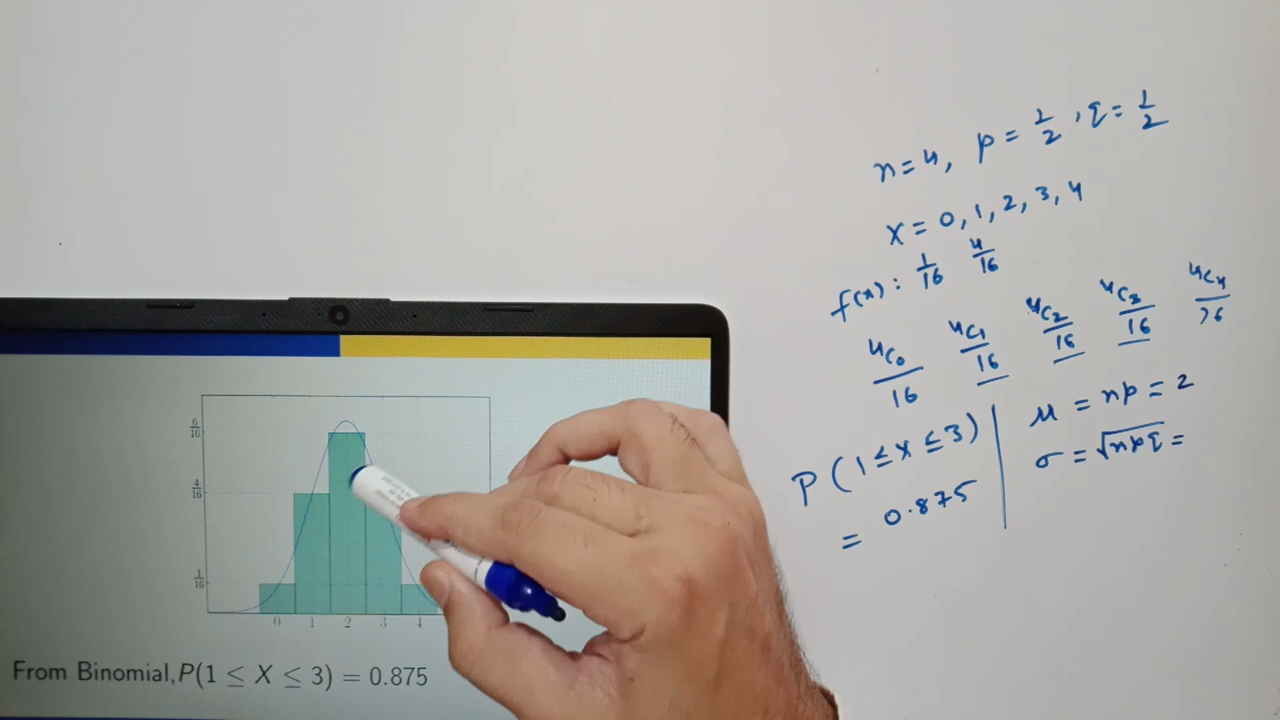 n=4, p = 1/2, q = 1/2
X = 0, 1, 2, 3, 4
f(x) : 1/16 4/16
4C0/16 4C1/16 4C2/16 4C3/16 4C4/16
P(1 ≤ X ≤ 3)
= 0.875
μ = np = 2
σ = √npq =
6/16
4/16
1/16
0 1 2 3 4
From Binomial, P(1 ≤ X ≤ 3) = 0.875